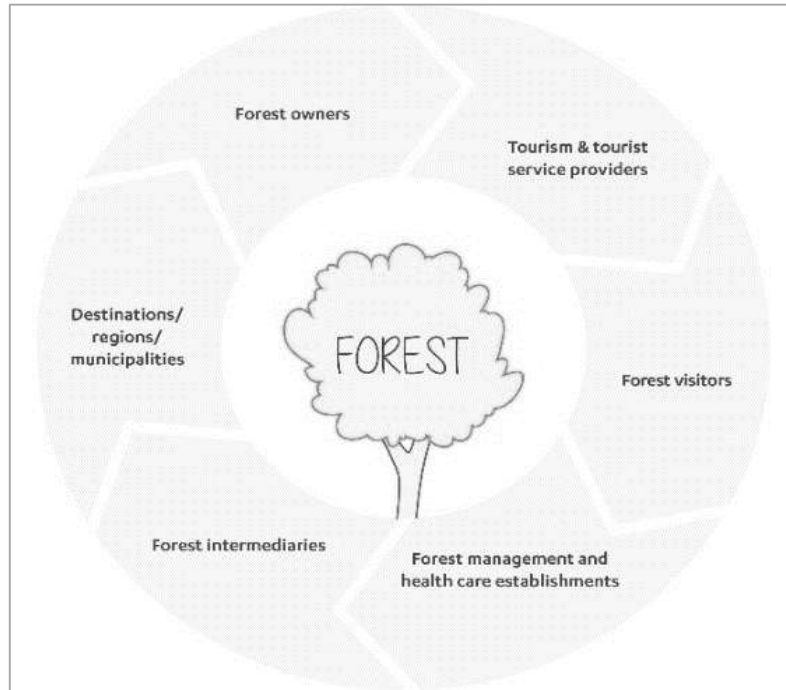 Forest owners
Tourism & tourist
service providers
Destinations/
regions/
municipalities
FOREST
Forest visitors
Forest intermediaries
Forest management and
health care establishments